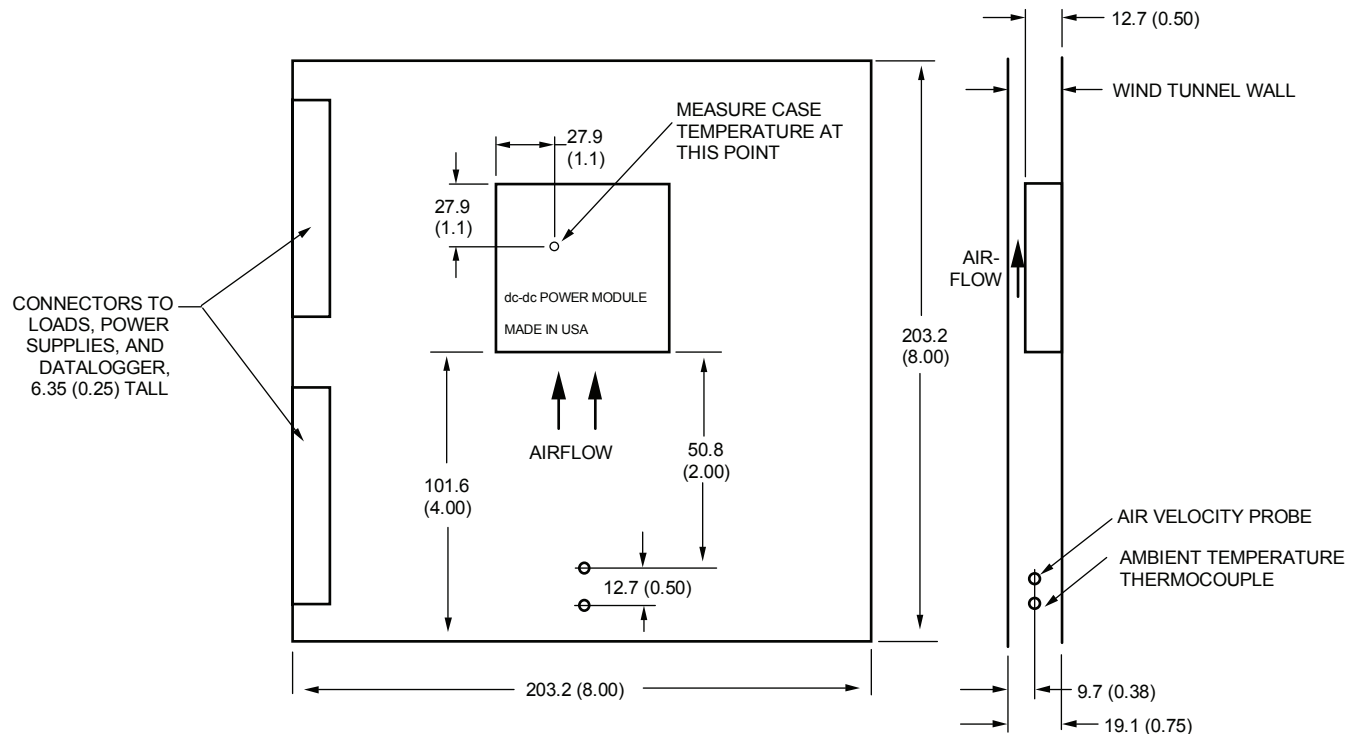 12.7 (0.50)
WIND TUNNEL WALL
MEASURE CASE
TEMPERATURE AT
THIS POINT
27.9
(1.1)
27.9
(1.1)
AIR-
FLOW
dc-dc POWER MODULE
MADE IN USA
CONNECTORS TO
LOADS, POWER
SUPPLIES, AND
DATALOGGER,
6.35 (0.25) TALL
203.2
(8.00)
AIRFLOW
50.8
(2.00)
101.6
(4.00)
AIR VELOCITY PROBE
AMBIENT TEMPERATURE
THERMOCOUPLE
12.7 (0.50)
203.2 (8.00)
9.7 (0.38)
19.1 (0.75)